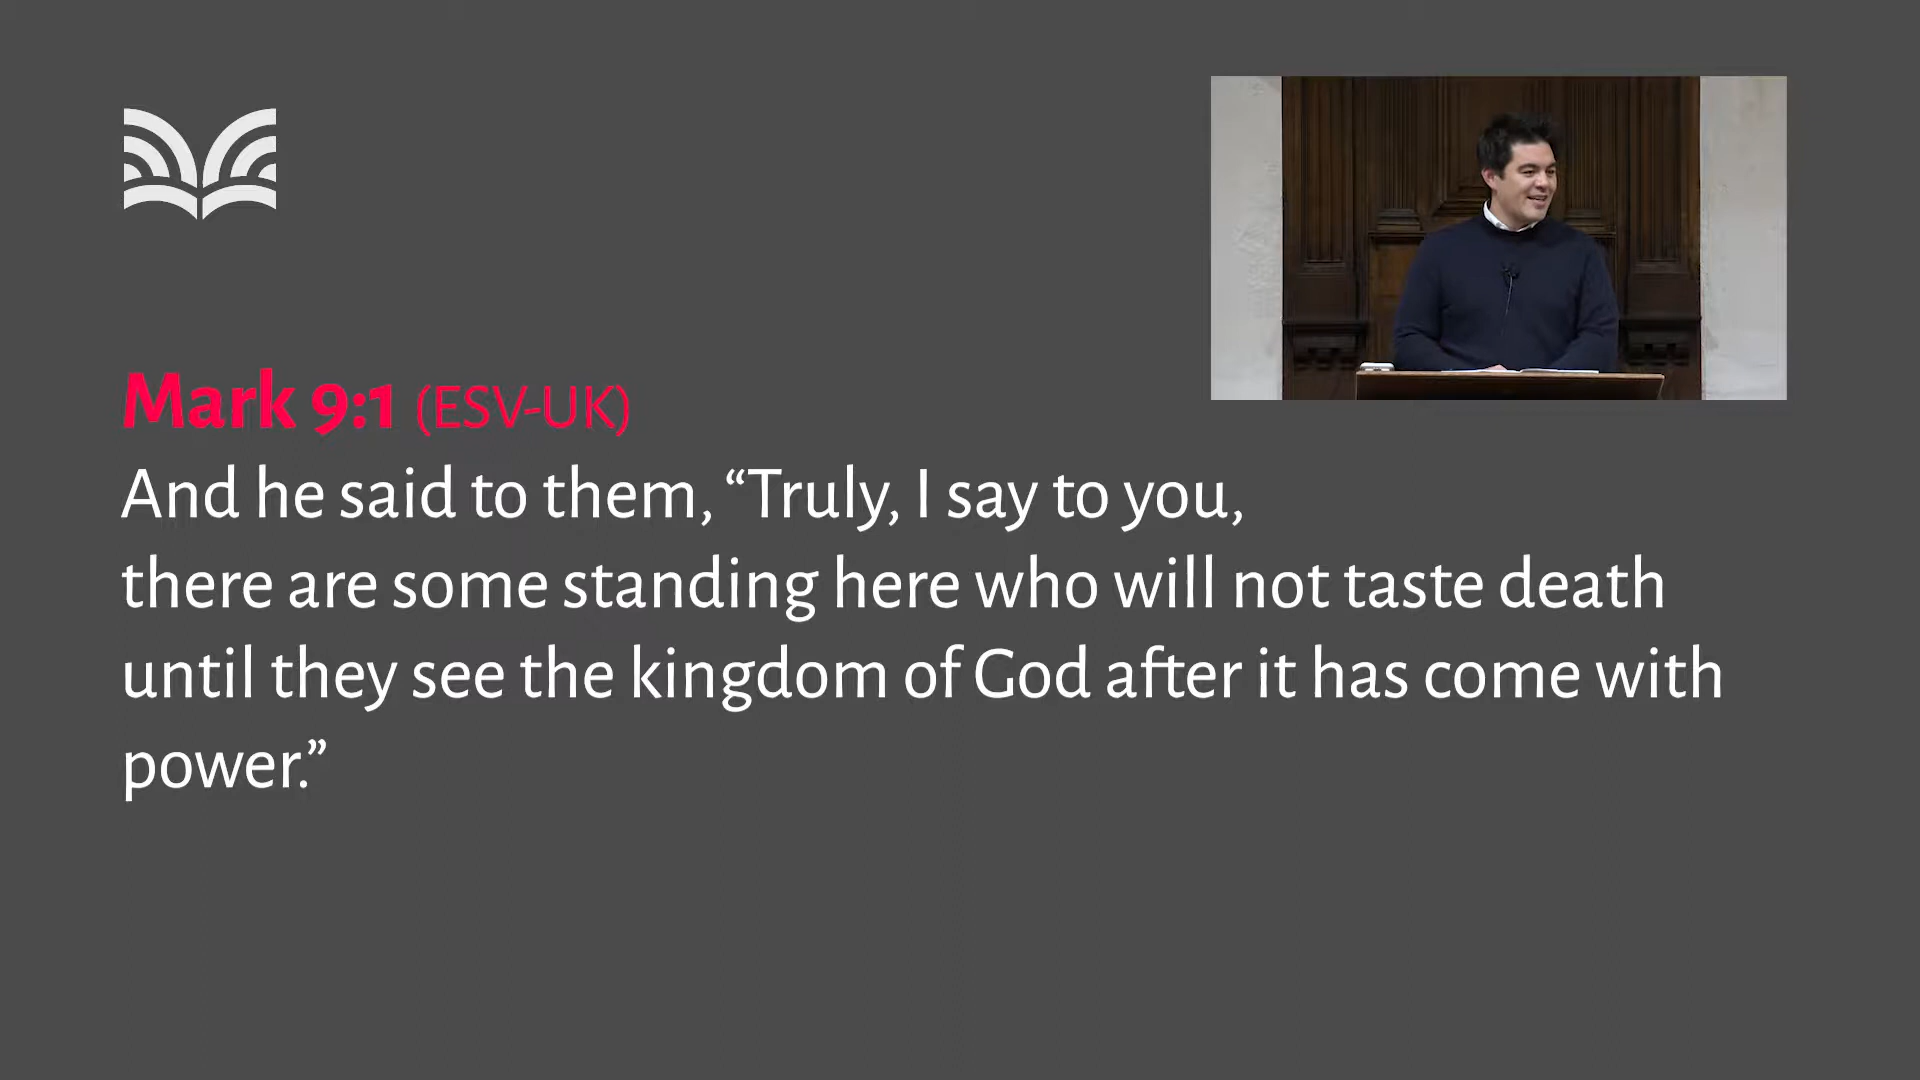 Mark 9:1 (ESV-UK)
And he said to them, “Truly, I say to you,
there are some standing here who will not taste death
until they see the kingdom of God after it has come with
power.”